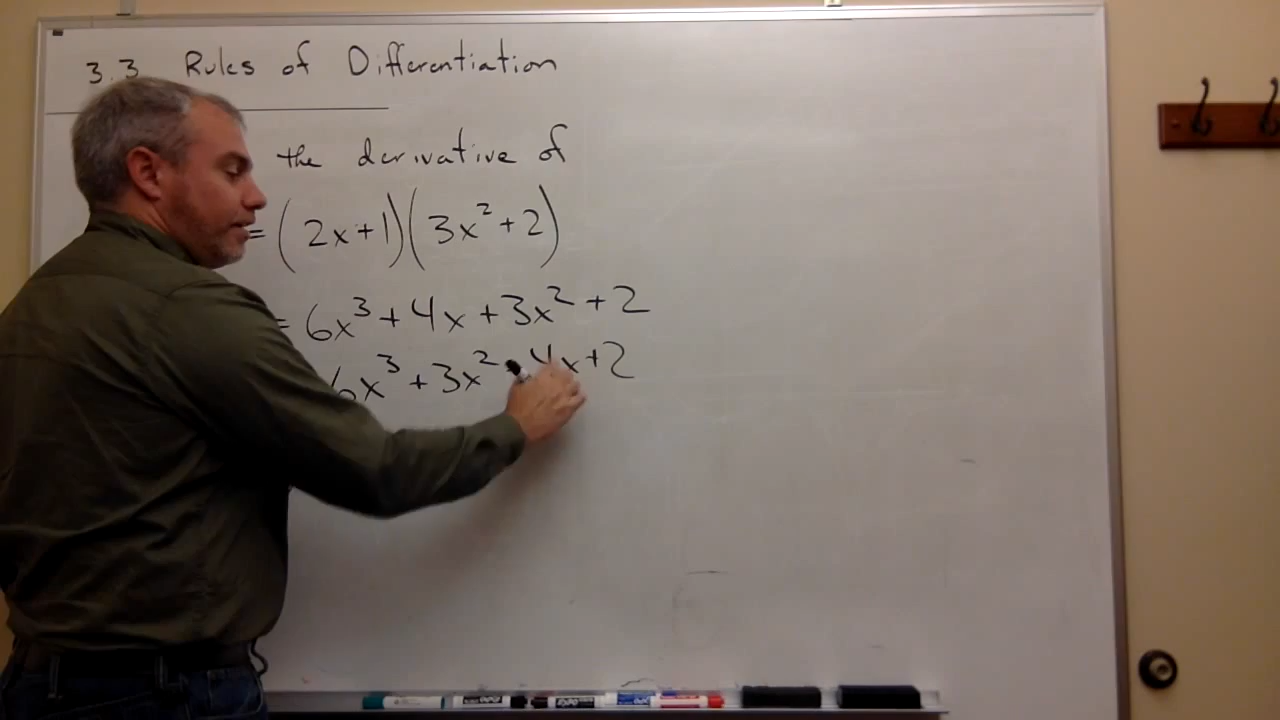 3.3 Rules of Differentiation
the derivative of
= (2x+1)(3x²+2)
= 6x³+4x+3x²+2
6x³+3x² 4x+2